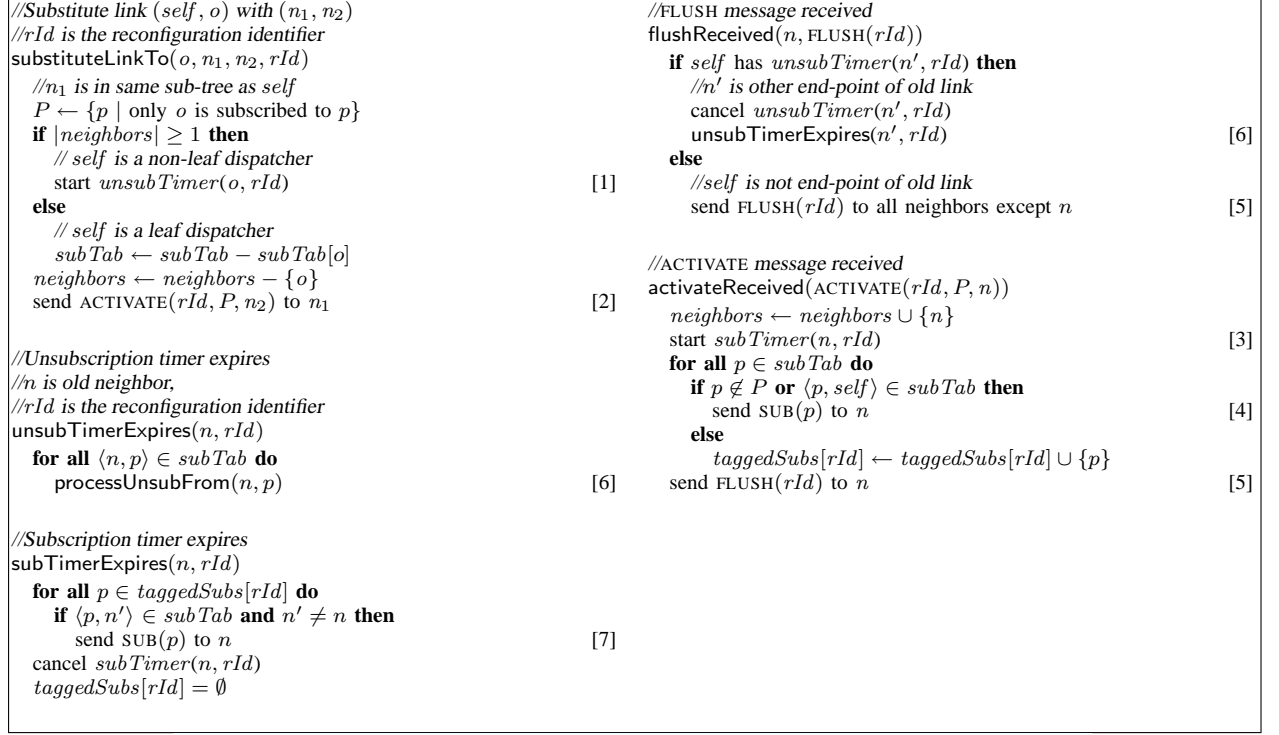 //Substitute link (self, o) with (n₁, n₂)
//rId is the reconfiguration identifier
substituteLinkTo(o, n₁, n₂, rId)
//n₁ is in same sub-tree as self
P ← {p | only o is subscribed to p}
if |neighbors| ≥ 1 then
// self is a non-leaf dispatcher
start unsubTimer(o, rId) [1]
else
// self is a leaf dispatcher
subTab ← subTab − subTab[o]
neighbors ← neighbors − {o}
send ACTIVATE(rId, P, n₂) to n₁ [2]
//Unsubscription timer expires
//n is old neighbor,
//rId is the reconfiguration identifier
unsubTimerExpires(n, rId)
for all ⟨n, p⟩ ∈ subTab do
processUnsubFrom(n, p) [6]
//Subscription timer expires
subTimerExpires(n, rId)
for all p ∈ taggedSubs[rId] do
if ⟨p, n′⟩ ∈ subTab and n′ ≠ n then
send SUB(p) to n [7]
cancel subTimer(n, rId)
taggedSubs[rId] = ∅
//FLUSH message received
flushReceived(n, FLUSH(rId))
if self has unsubTimer(n′, rId) then
//n′ is other end-point of old link
cancel unsubTimer(n′, rId)
unsubTimerExpires(n′, rId) [6]
else
//self is not end-point of old link
send FLUSH(rId) to all neighbors except n [5]
//ACTIVATE message received
activateReceived(ACTIVATE(rId, P, n))
neighbors ← neighbors ∪ {n}
start subTimer(n, rId) [3]
for all p ∈ subTab do
if p ∉ P or ⟨p, self⟩ ∈ subTab then
send SUB(p) to n [4]
else
taggedSubs[rId] ← taggedSubs[rId] ∪ {p}
send FLUSH(rId) to n [5]